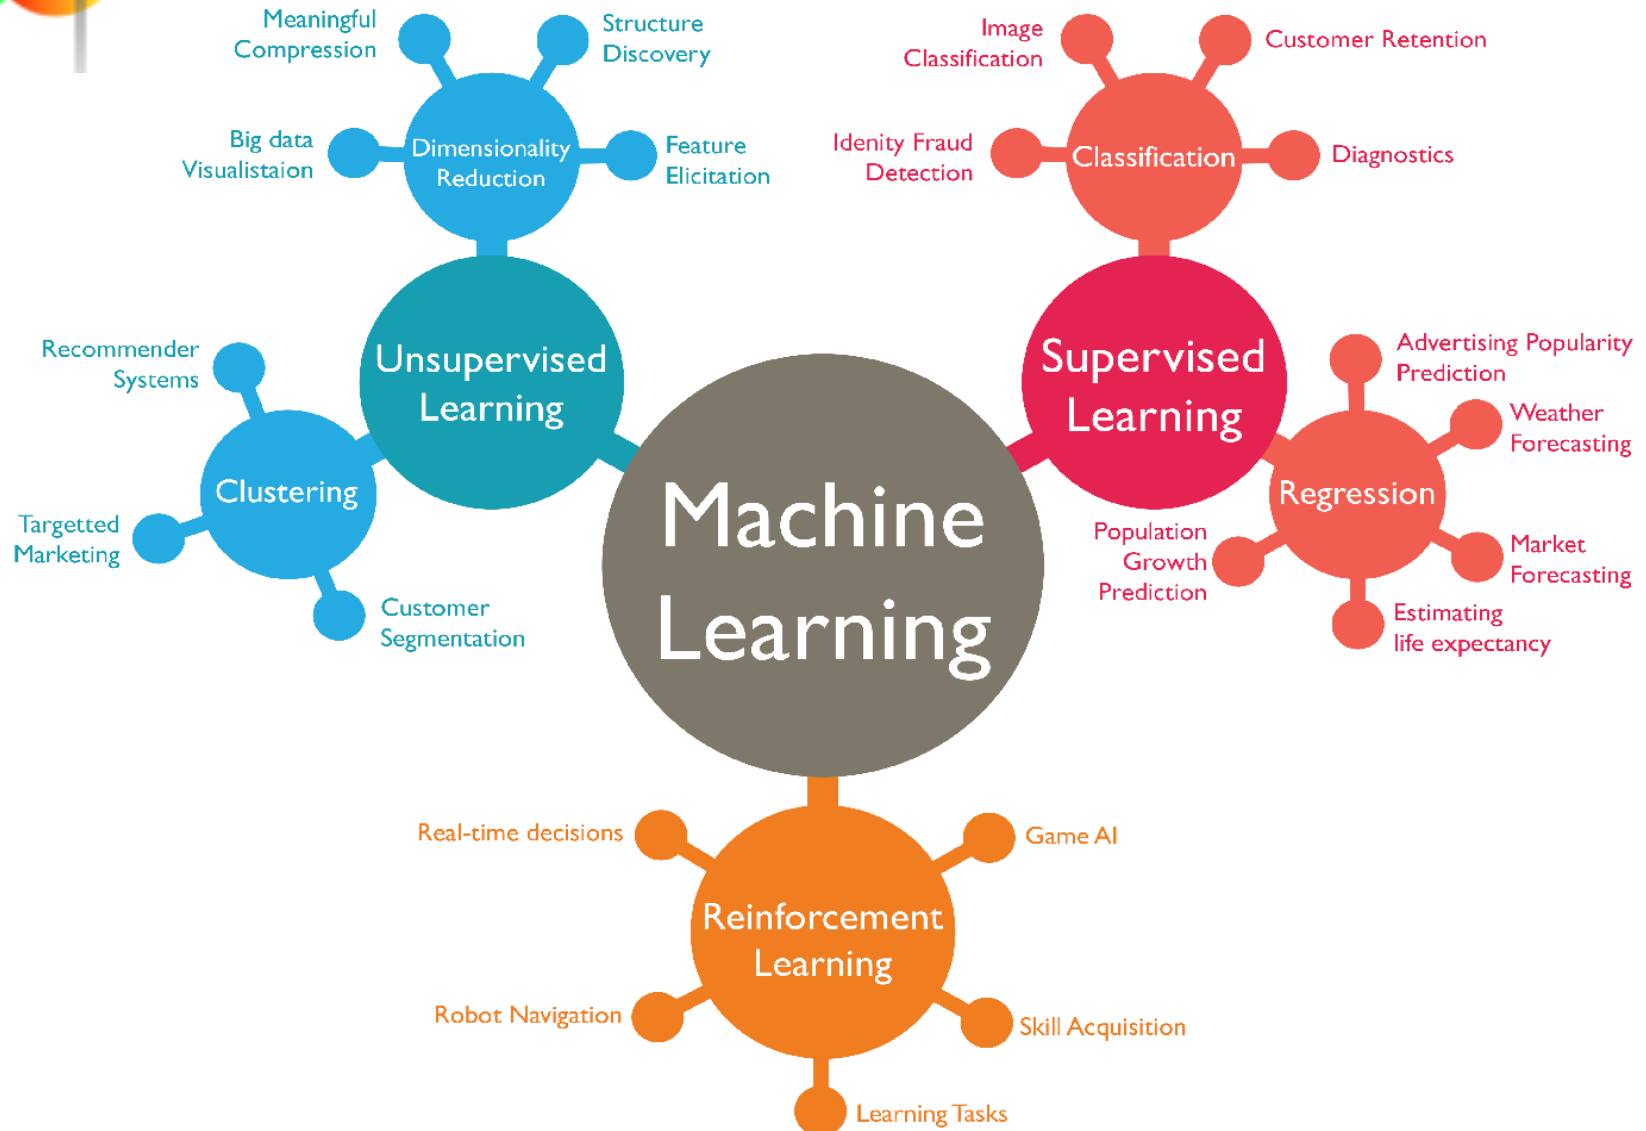 Meaningful
Compression
Structure
Discovery
Big data
Visualistaion
Dimensionality
Reduction
Feature
Elicitation
Image
Classification
Customer Retention
Idenity Fraud
Detection
Classification
Diagnostics
Unsupervised
Learning
Supervised
Learning
Recommender
Systems
Clustering
Targetted
Marketing
Customer
Segmentation
Machine
Learning
Advertising Popularity
Prediction
Weather
Forecasting
Regression
Population
Growth
Prediction
Market
Forecasting
Estimating
life expectancy
Real-time decisions
Game AI
Reinforcement
Learning
Robot Navigation
Skill Acquisition
Learning Tasks